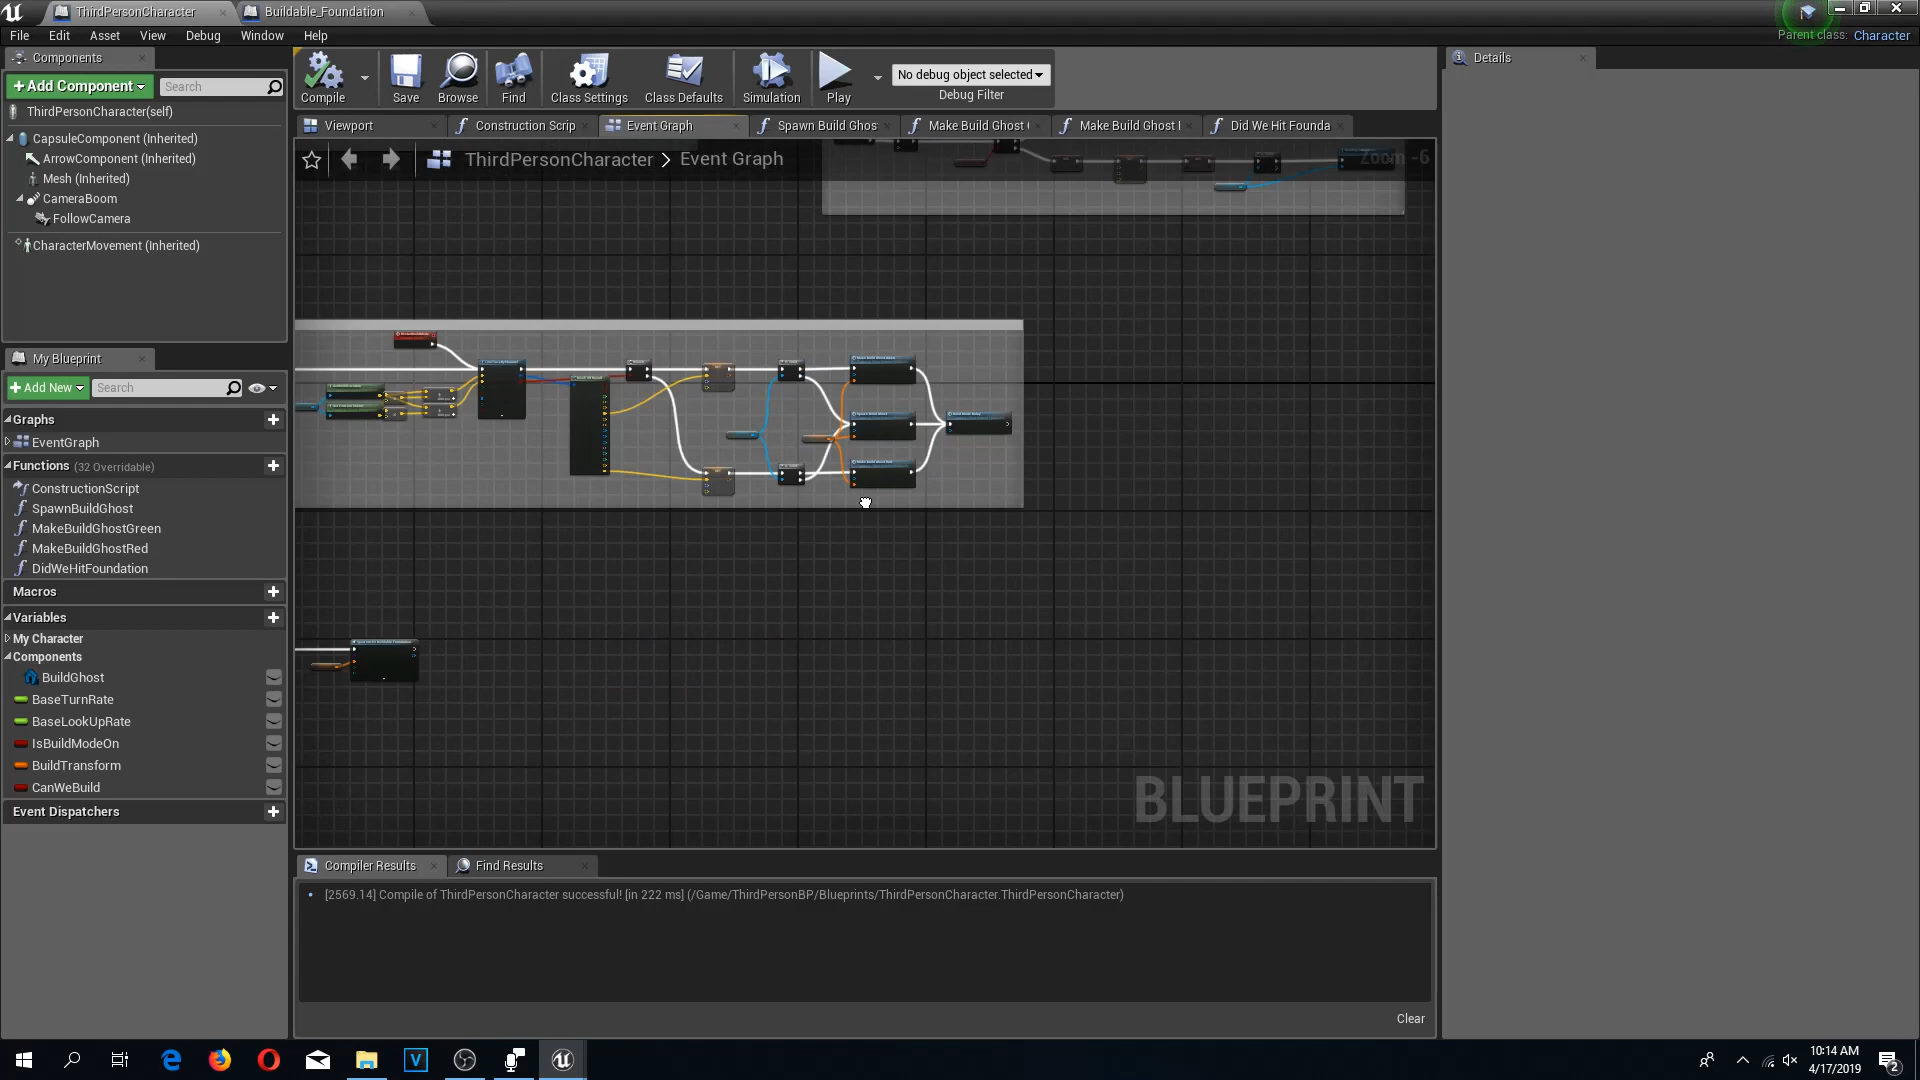 ThirdPersonCharacter
Buildable_Foundation
File Edit Asset View Debug Window Help
Parent class: Character
Components
+Add Component
Search
ThirdPersonCharacter(self)
CapsuleComponent (Inherited)
ArrowComponent (Inherited)
Mesh (Inherited)
CameraBoom
FollowCamera
CharacterMovement (Inherited)
Compile
Save
Browse
Find
Class Settings
Class Defaults
Simulation
Play
No debug object selected
Debug Filter
Details
Viewport
Construction Scrip
Event Graph
Spawn Build Ghos
Make Build Ghost
Make Build Ghost
Did We Hit Founda
ThirdPersonCharacter > Event Graph
Zoom -6
BLUEPRINT
My Blueprint
+Add New
Search
Graphs
EventGraph
Functions (32 Overridable)
ConstructionScript
SpawnBuildGhost
MakeBuildGhostGreen
MakeBuildGhostRed
DidWeHitFoundation
Macros
Variables
My Character
Components
BuildGhost
BaseTurnRate
BaseLookUpRate
IsBuildModeOn
BuildTransform
CanWeBuild
Event Dispatchers
Compiler Results
Find Results
[2569.14] Compile of ThirdPersonCharacter successful! [in 222 ms] (/Game/ThirdPersonBP/Blueprints/ThirdPersonCharacter.ThirdPersonCharacter)
Clear
10:14 AM
4/17/2019
2